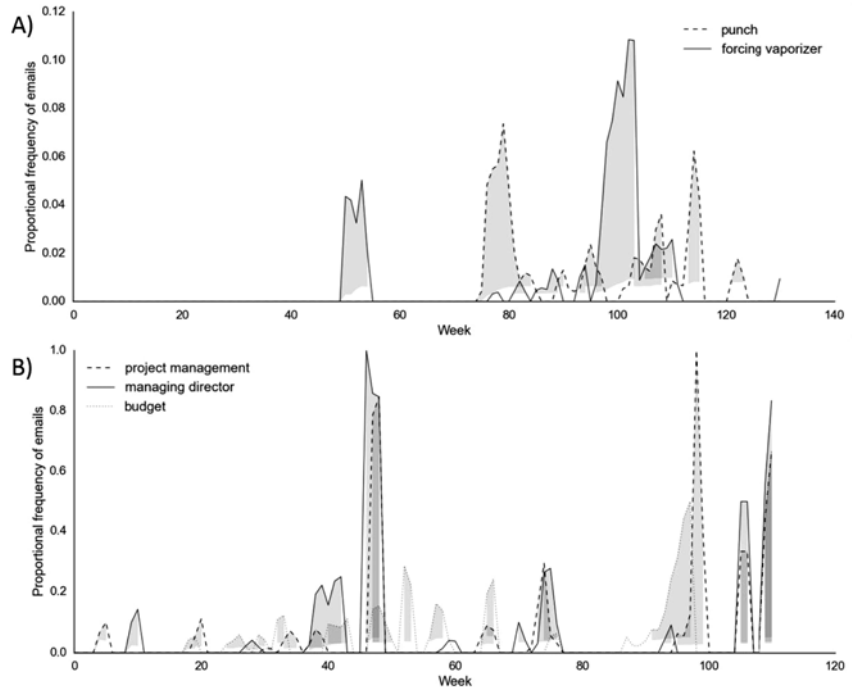 A)
Proportional frequency of emails
0.12
0.10
0.08
0.06
0.04
0.02
0.00
punch
forcing vaporizer
0 20 40 60 80 100 120 140
Week
B)
Proportional frequency of emails
1.0
0.8
0.6
0.4
0.2
0.0
project management
managing director
budget
0 20 40 60 80 100 120
Week